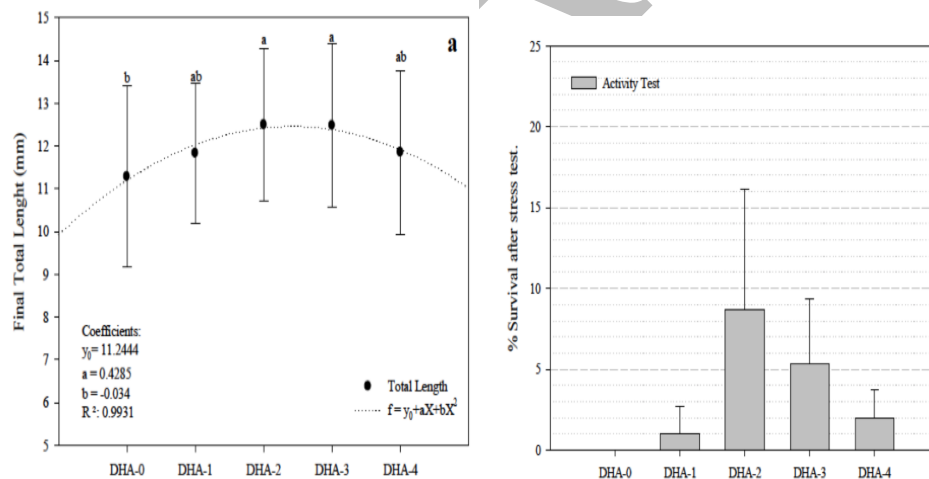 15
14
13
12
11
10
9
8
7
6
5
Final Total Lenght (mm)
a
b
ab
a
a
ab
Coefficients:
y0= 11.2444
a = 0.4285
b = -0.034
R ²: 0.9931
Total Length
f = y0+aX+bX²
DHA-0 DHA-1 DHA-2 DHA-3 DHA-4
25
20
15
10
5
0
% Survival after stress test.
Activity Test
DHA-0 DHA-1 DHA-2 DHA-3 DHA-4